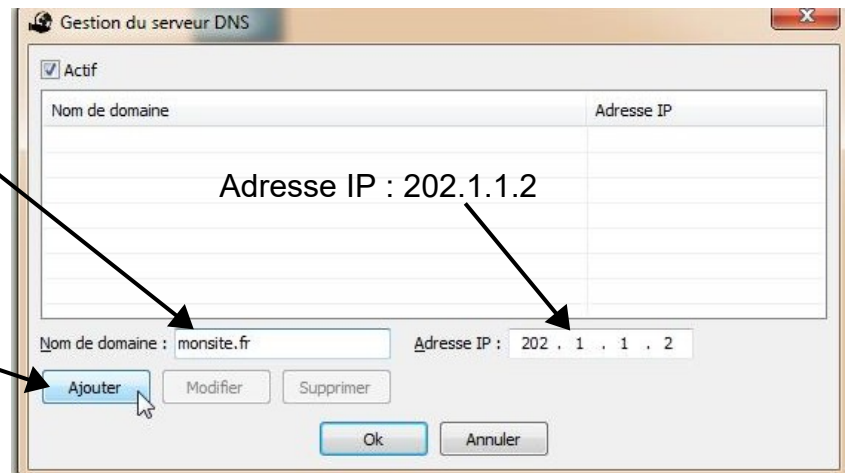 Gestion du serveur DNS
Actif
Nom de domaine Adresse IP
Adresse IP : 202.1.1.2
Nom de domaine : monsite.fr Adresse IP : 202 . 1 . 1 . 2
Ajouter Modifier Supprimer
Ok Annuler